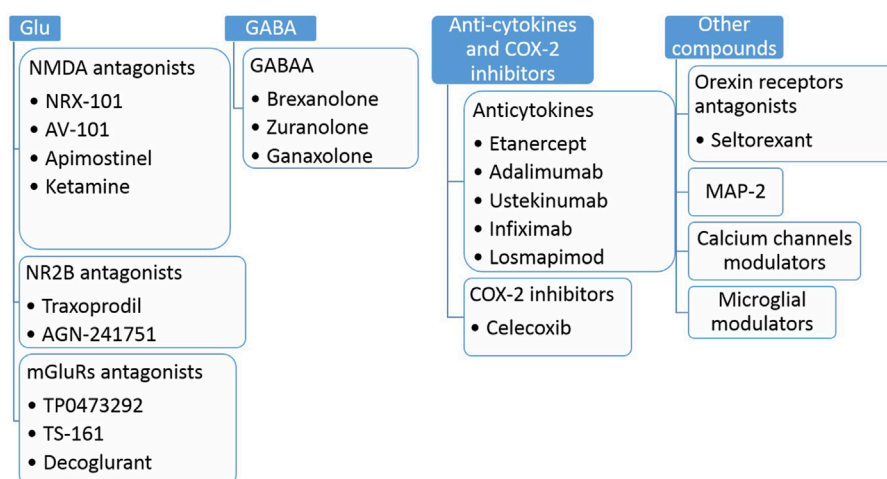 Glu
NMDA antagonists
• NRX-101
• AV-101
• Apimostinel
• Ketamine
NR2B antagonists
• Traxoprodil
• AGN-241751
mGluRs antagonists
• TP0473292
• TS-161
• Decoglurant
GABA
GABAA
• Brexanolone
• Zuranolone
• Ganaxolone
Anti-cytokines
and COX-2
inhibitors
Anticytokines
• Etanercept
• Adalimumab
• Ustekinumab
• Infiximab
• Losmapimod
COX-2 inhibitors
• Celecoxib
Other
compounds
Orexin receptors
antagonists
• Seltorexant
MAP-2
Calcium channels
modulators
Microglial
modulators